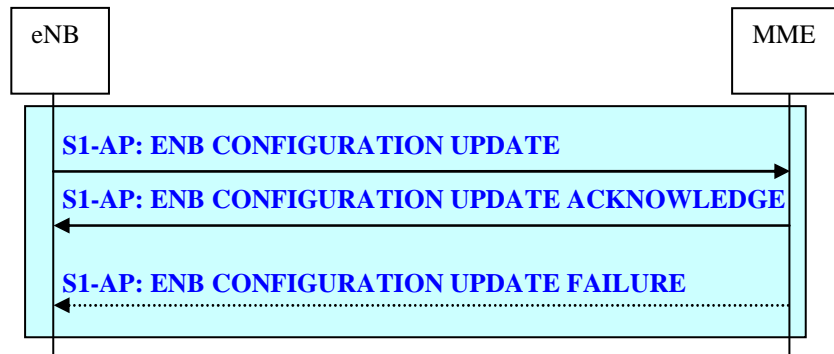 eNB
MME
S1-AP: ENB CONFIGURATION UPDATE
S1-AP: ENB CONFIGURATION UPDATE ACKNOWLEDGE
S1-AP: ENB CONFIGURATION UPDATE FAILURE